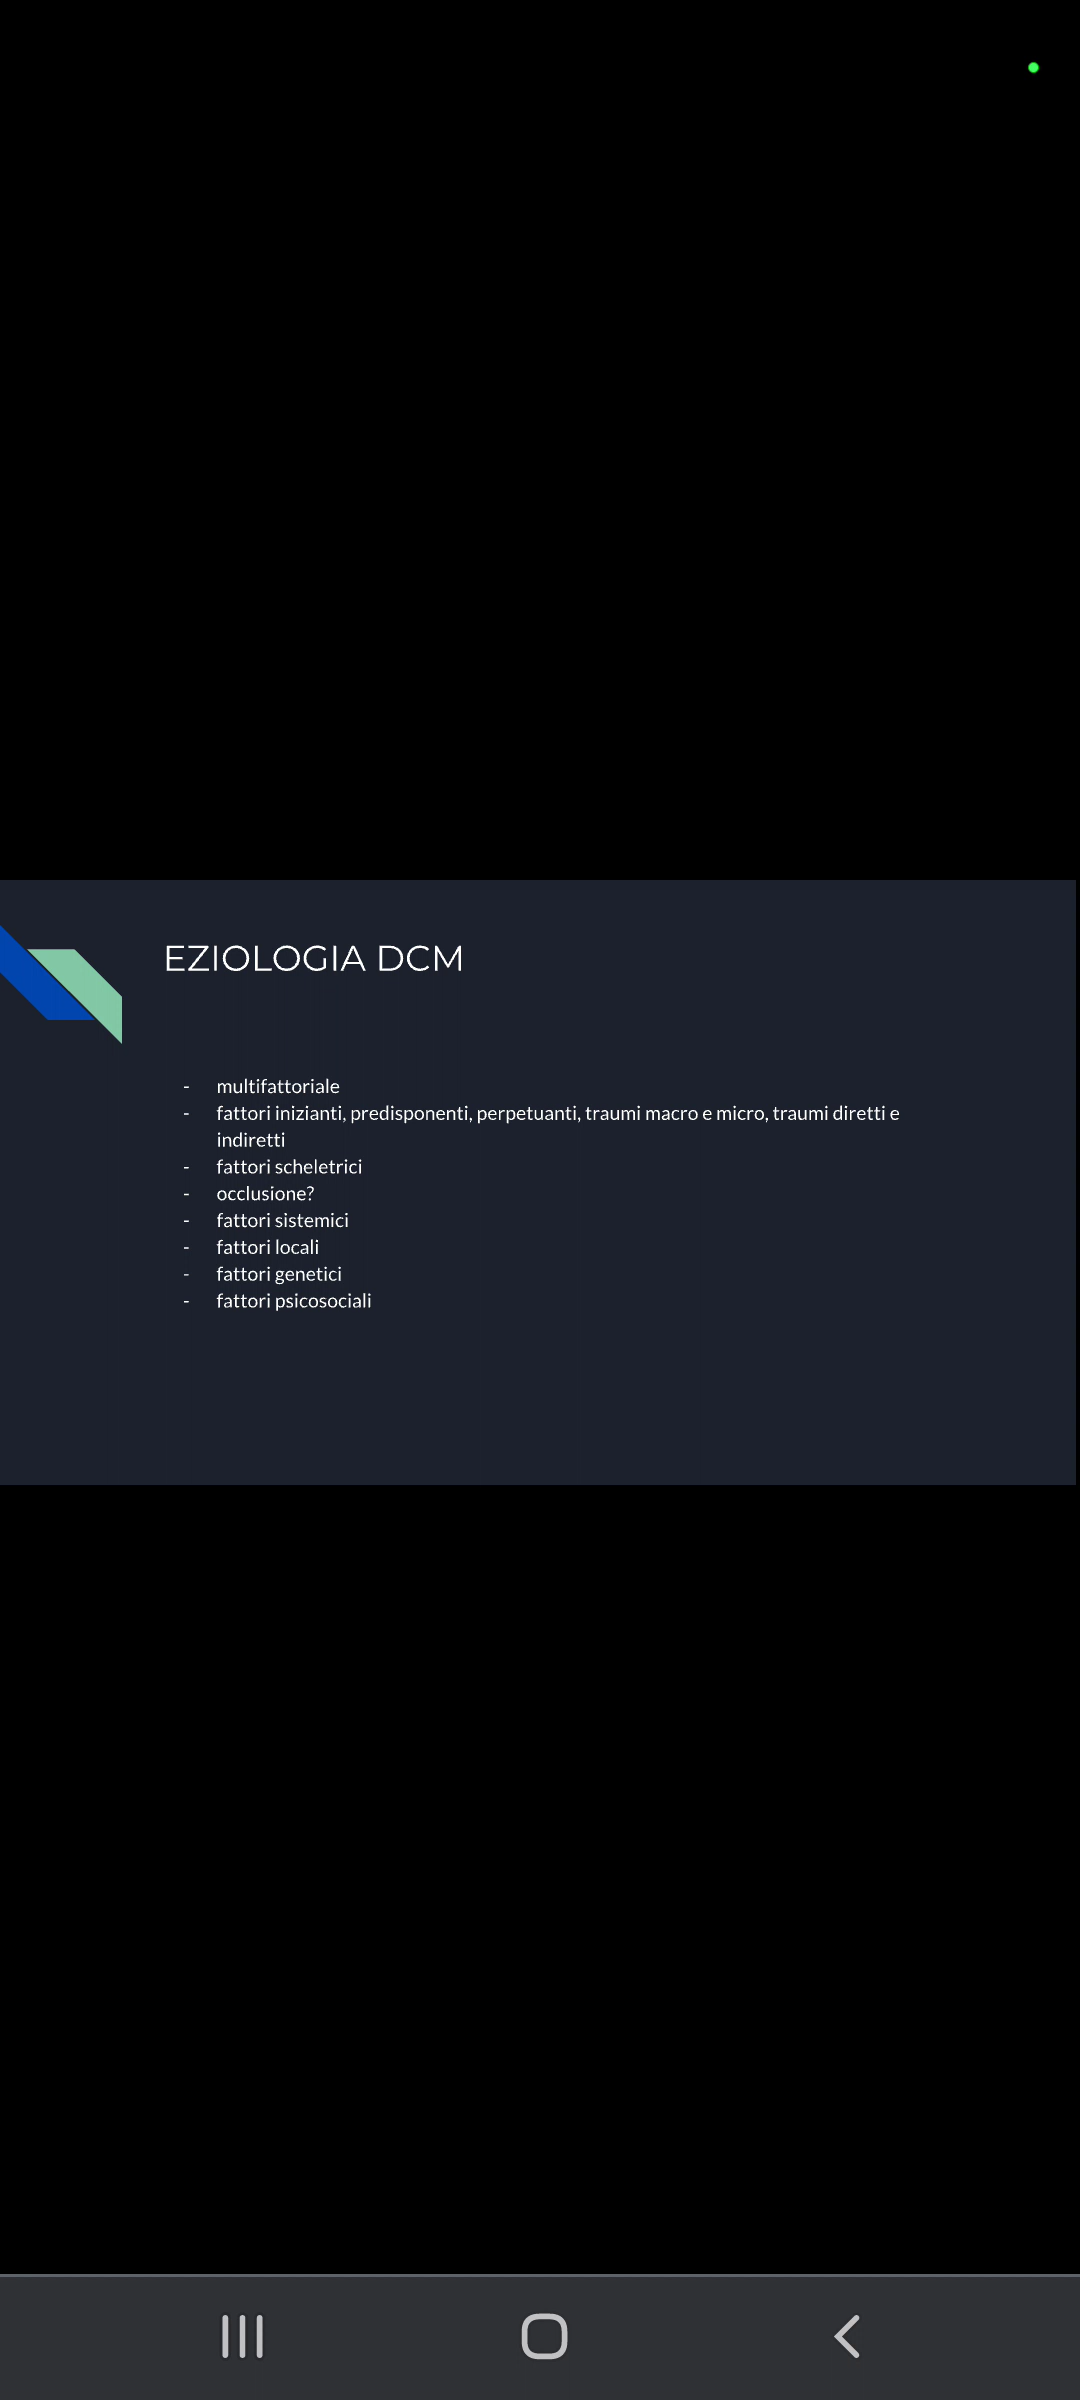 EZIOLOGIA DCM
- multifattoriale
- fattori inizianti, predisponenti, perpetuanti, traumi macro e micro, traumi diretti e
indiretti
- fattori scheletrici
- occlusione?
- fattori sistemici
- fattori locali
- fattori genetici
- fattori psicosociali